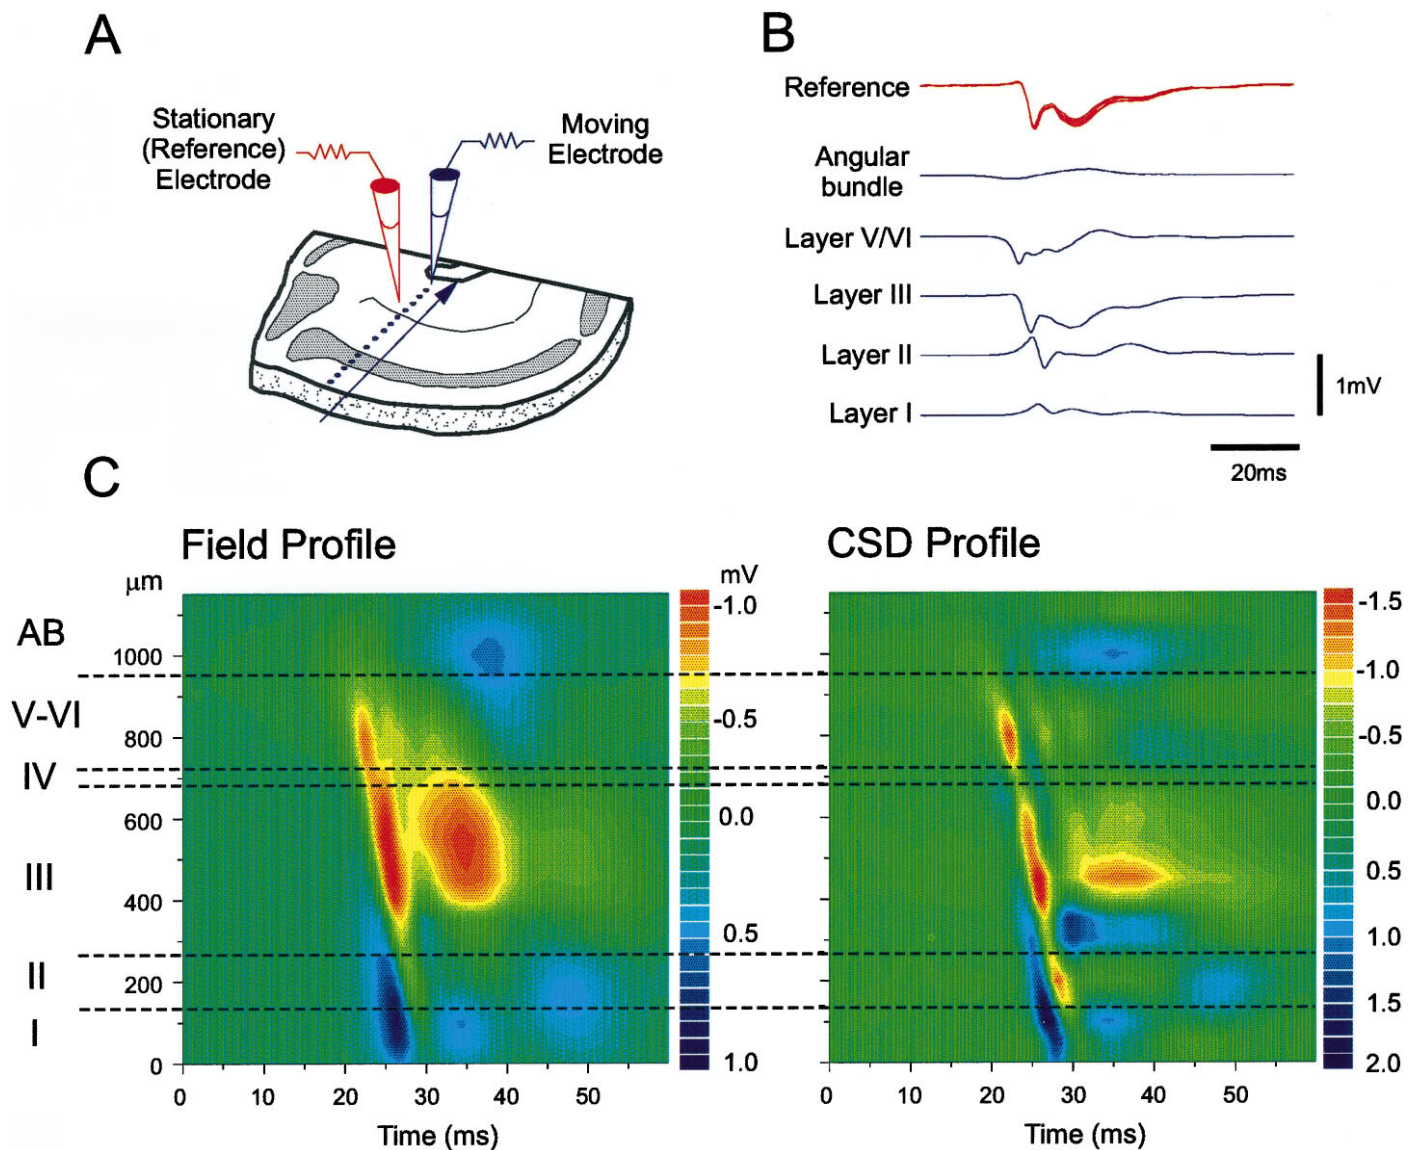 A
Stationary
(Reference)
Electrode
Moving
Electrode
B
Reference
Angular
bundle
Layer V/VI
Layer III
Layer II
Layer I
1mV
20ms
C
Field Profile
µm
AB
V-VI
IV
III
II
I
1000
800
600
400
200
0
0
10
20
30
40
50
Time (ms)
mV
-1.0
-0.5
0.0
0.5
1.0
CSD Profile
0
10
20
30
40
50
Time (ms)
-1.5
-1.0
-0.5
0.0
0.5
1.0
1.5
2.0